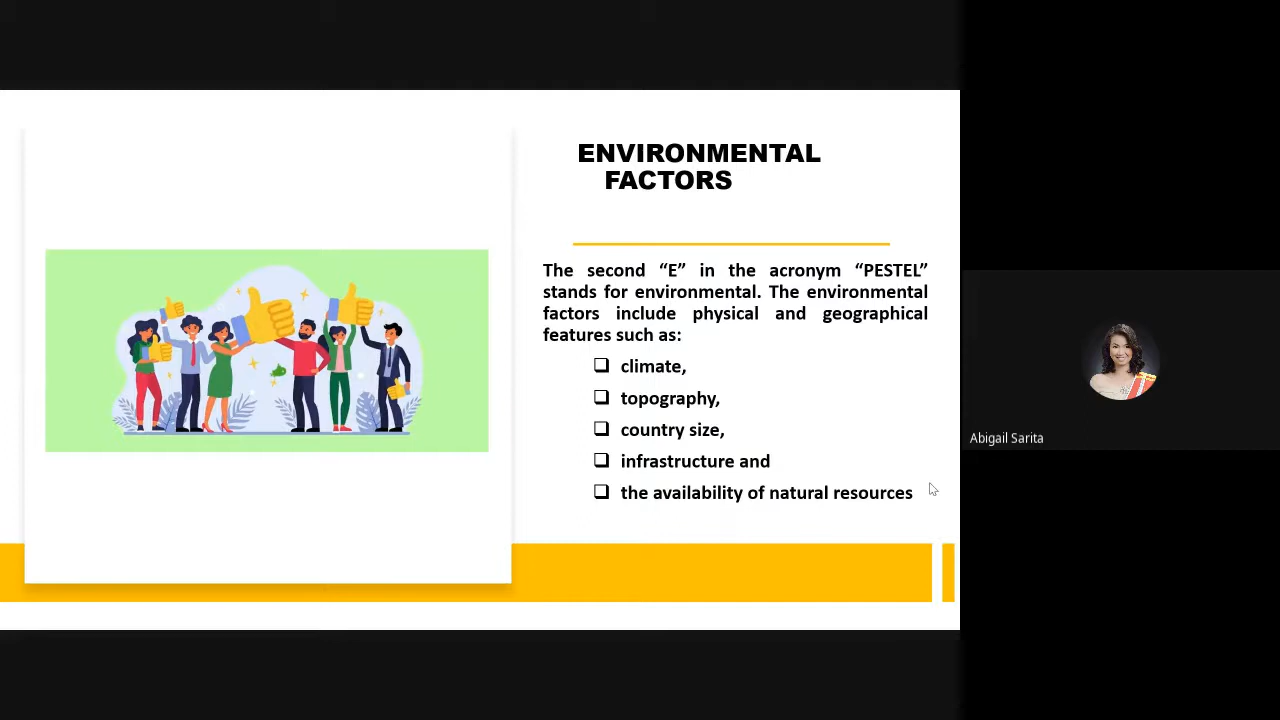 ENVIRONMENTAL
FACTORS
The second “E” in the acronym “PESTEL”
stands for environmental. The environmental
factors include physical and geographical
features such as:
❑ climate,
❑ topography,
❑ country size,
❑ infrastructure and
❑ the availability of natural resources
Abigail Sarita